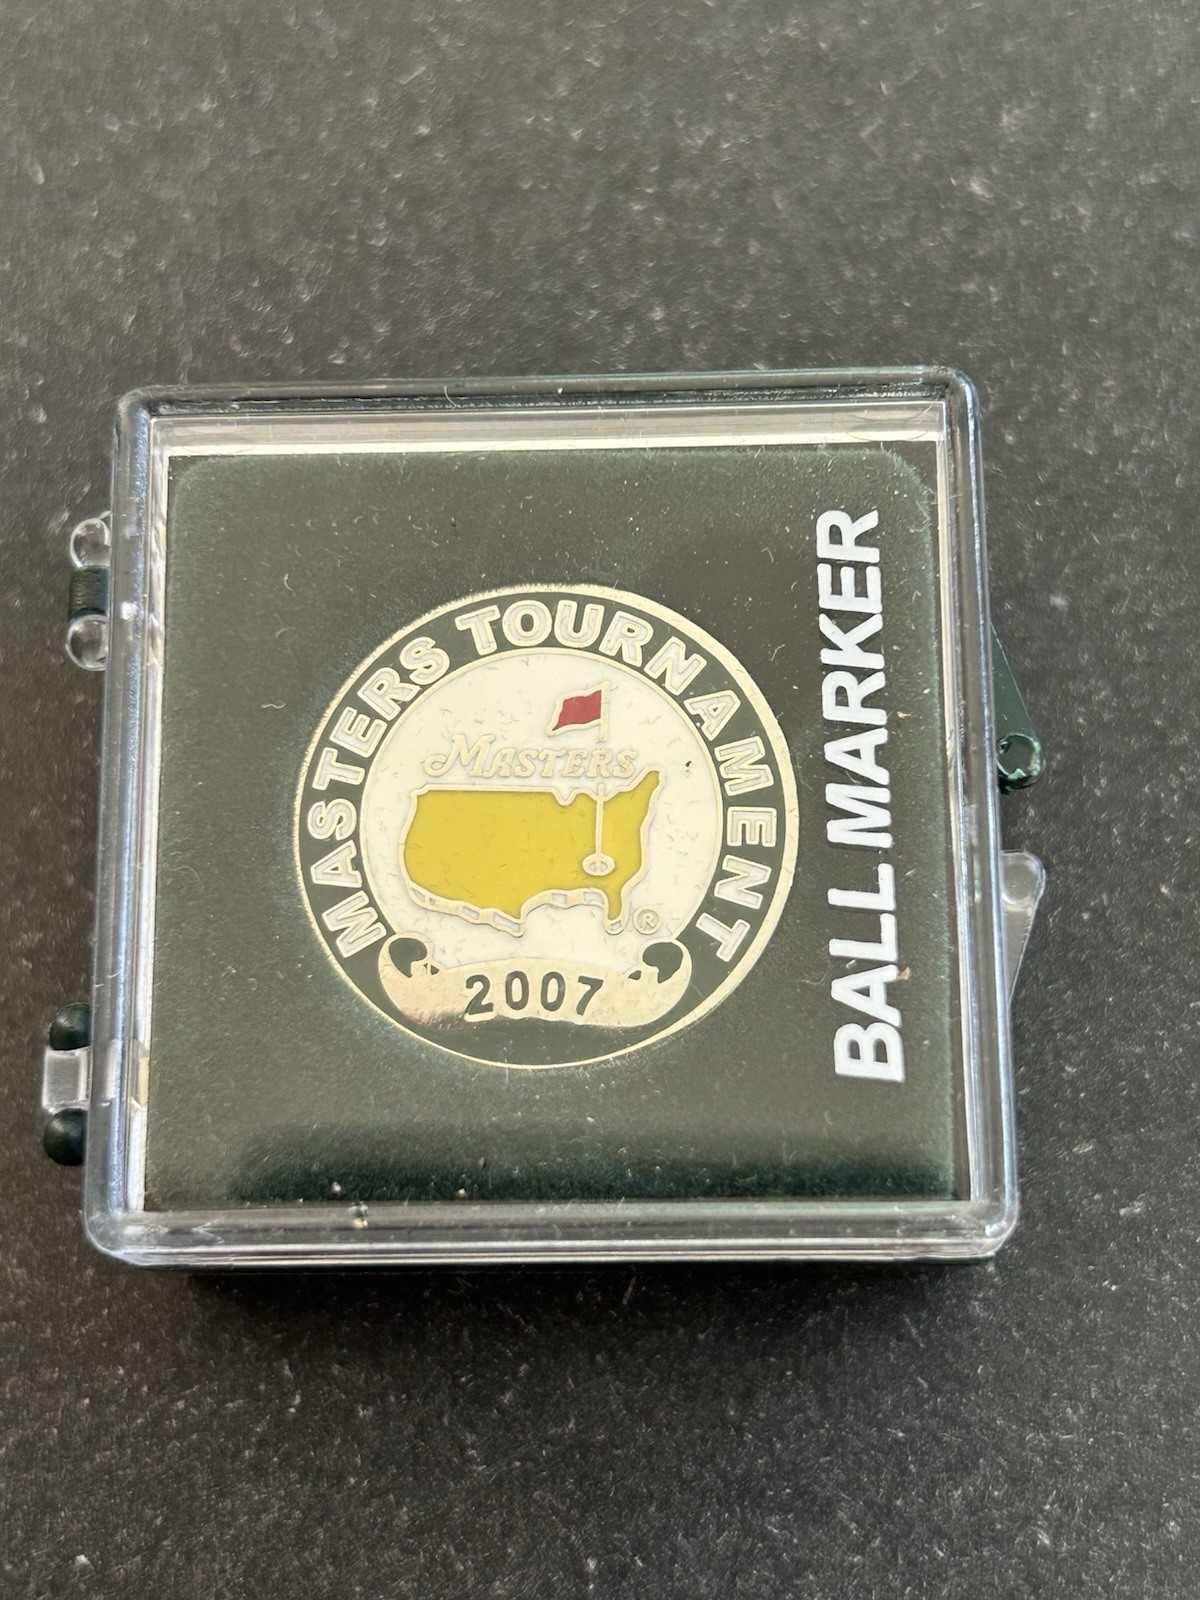 MASTERS TOURNAMENT
MASTERS
®
2007
BALL MARKER